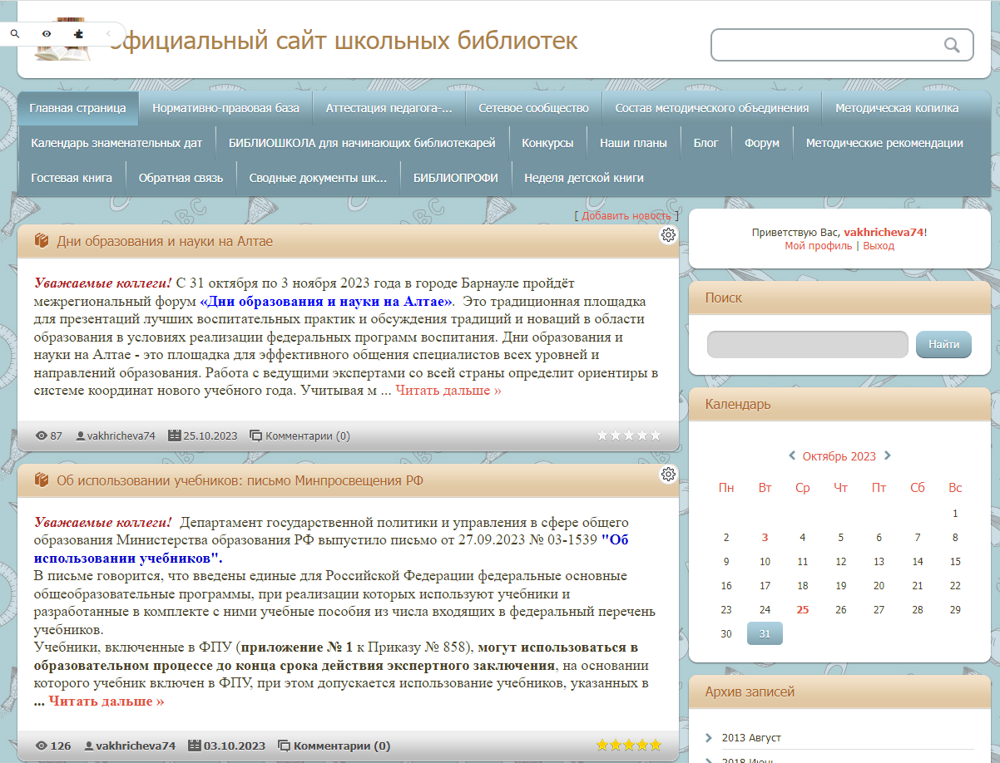 официальный сайт школьных библиотек
Главная страница
Нормативно-правовая база
Аттестация педагога-...
Сетевое сообщество
Состав методического объединения
Методическая копилка
Календарь знаменательных дат
БИБЛИОШКОЛА для начинающих библиотекарей
Конкурсы
Наши планы
Блог
Форум
Методические рекомендации
Гостевая книга
Обратная связь
Сводные документы шк...
БИБЛИОПРОФИ
Неделя детской книги
[ Добавить новость ]
Дни образования и науки на Алтае
Уважаемые коллеги! С 31 октября по 3 ноября 2023 года в городе Барнауле пройдёт
межрегиональный форум «Дни образования и науки на Алтае». Это традиционная площадка
для презентаций лучших воспитательных практик и обсуждения традиций и новаций в области
образования в условиях реализации федеральных программ воспитания. Дни образования и
науки на Алтае - это площадка для эффективного общения специалистов всех уровней и
направлений образования. Работа с ведущими экспертами со всей страны определит ориентиры в
системе координат нового учебного года. Учитывая м ... Читать дальше »
87 vakhricheva74 25.10.2023 Комментарии (0)
Об использовании учебников: письмо Минпросвещения РФ
Уважаемые коллеги! Департамент государственной политики и управления в сфере общего
образования Министерства образования РФ выпустило письмо от 27.09.2023 № 03-1539 "Об
использовании учебников".
В письме говорится, что введены единые для Российской Федерации федеральные основные
общеобразовательные программы, при реализации которых используют учебники и
разработанные в комплекте с ними учебные пособия из числа входящих в федеральный перечень
учебников.
Учебники, включенные в ФПУ (приложение № 1 к Приказу № 858), могут использоваться в
образовательном процессе до конца срока действия экспертного заключения, на основании
которого учебник включен в ФПУ, при этом допускается использование учебников, указанных в
... Читать дальше »
126 vakhricheva74 03.10.2023 Комментарии (0)
Приветствую Вас, vakhricheva74!
Мой профиль | Выход
Поиск
Найти
Календарь
Октябрь 2023
Пн Вт Ср Чт Пт Сб Вс
1
2 3 4 5 6 7 8
9 10 11 12 13 14 15
16 17 18 19 20 21 22
23 24 25 26 27 28 29
30 31
Архив записей
2013 Август
2018 Июнь